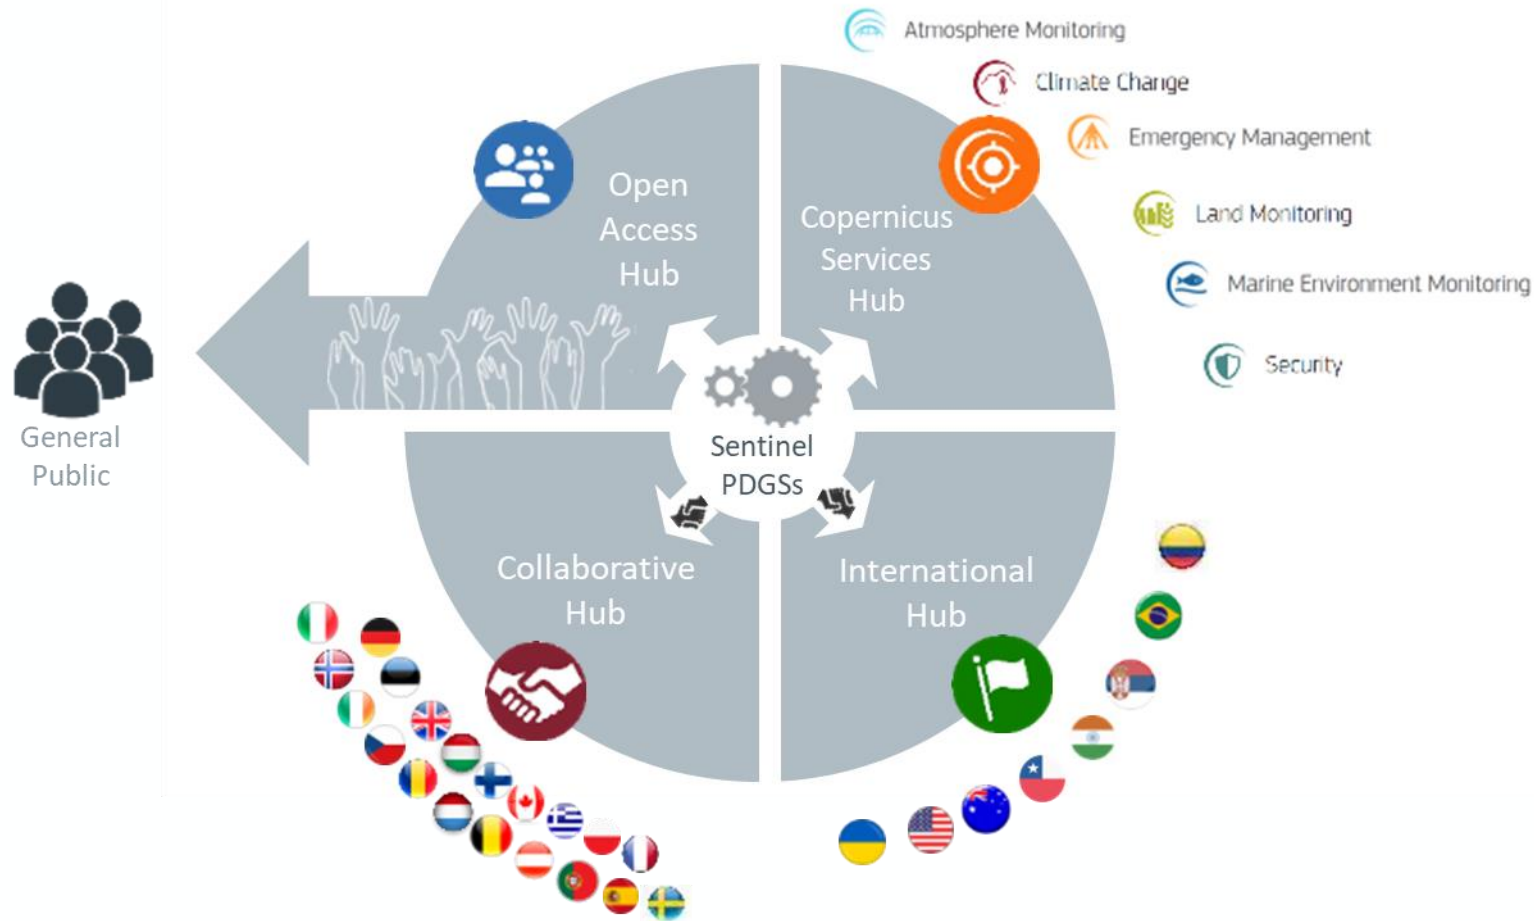 Atmosphere Monitoring
Climate Change
Emergency Management
Land Monitoring
Marine Environment Monitoring
Security
Open
Access
Hub
Copernicus
Services
Hub
General
Public
Sentinel
PDGSs
Collaborative
Hub
International
Hub